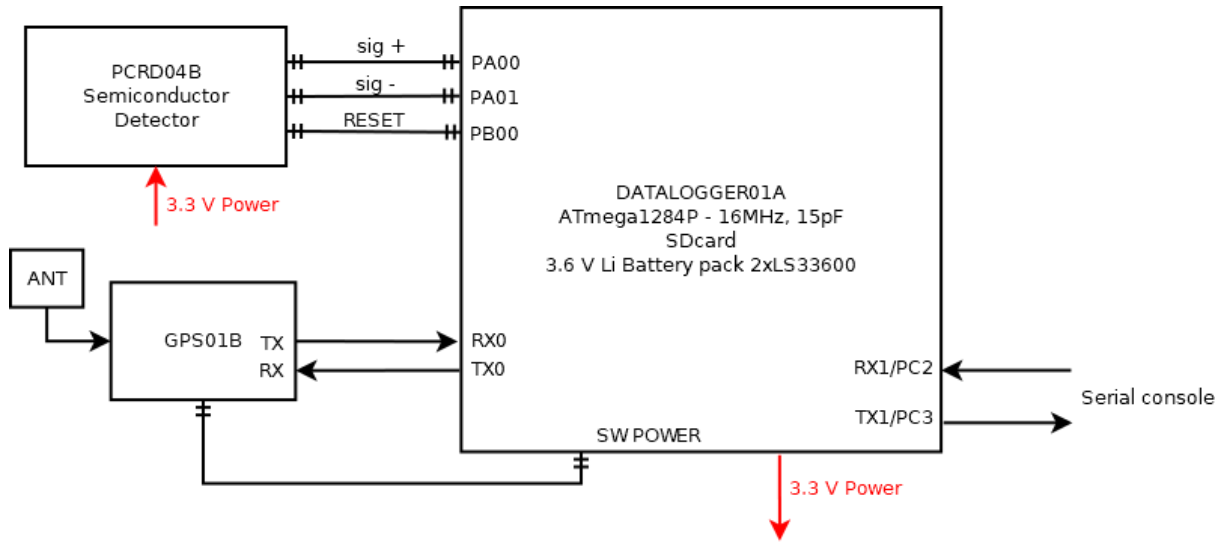 PCRD04B
Semiconductor
Detector
sig +
sig -
RESET
PA00
PA01
PB00
3.3 V Power
DATALOGGER01A
ATmega1284P - 16MHz, 15pF
SDcard
3.6 V Li Battery pack 2xLS33600
ANT
GPS01B
TX
RX
RX0
TX0
RX1/PC2
TX1/PC3
Serial console
SW POWER
3.3 V Power